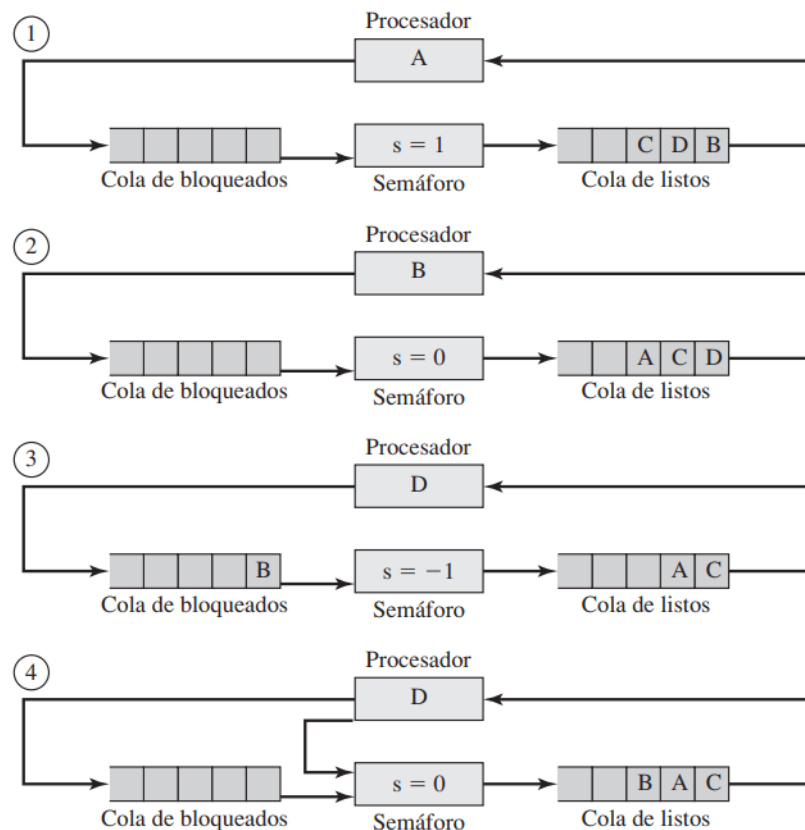 1
Procesador
A
s = 1
C D B
Cola de bloqueados
Semáforo
Cola de listos
2
Procesador
B
s = 0
A C D
Cola de bloqueados
Semáforo
Cola de listos
3
Procesador
D
B
s = −1
A C
Cola de bloqueados
Semáforo
Cola de listos
4
Procesador
D
s = 0
B A C
Cola de bloqueados
Semáforo
Cola de listos